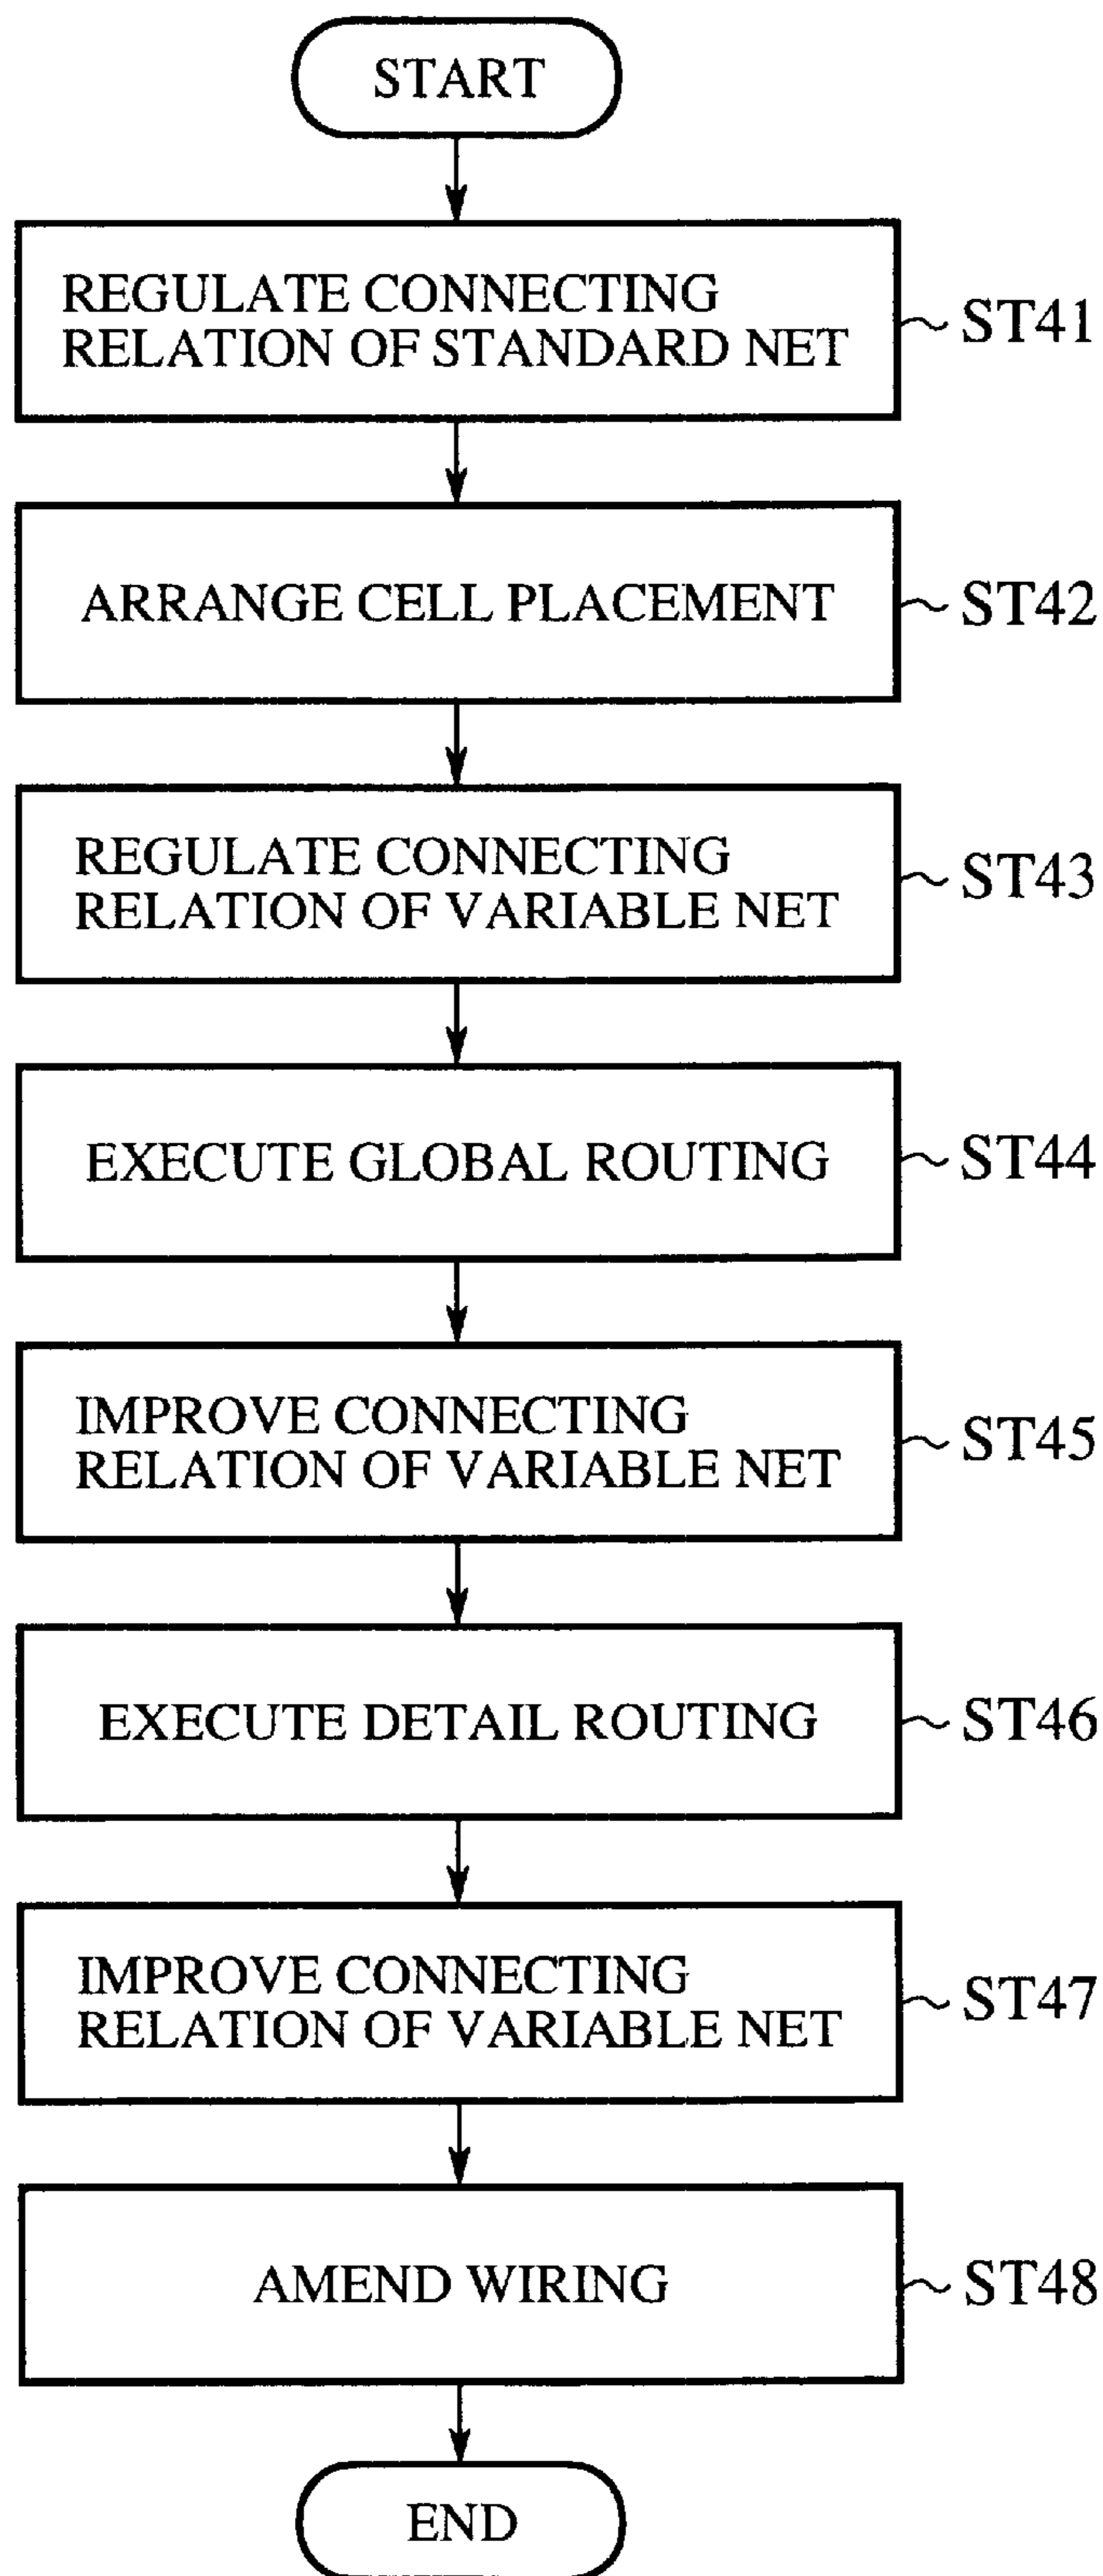 START
REGULATE CONNECTING
RELATION OF STANDARD NET
ST41
ARRANGE CELL PLACEMENT
ST42
REGULATE CONNECTING
RELATION OF VARIABLE NET
ST43
EXECUTE GLOBAL ROUTING
ST44
IMPROVE CONNECTING
RELATION OF VARIABLE NET
ST45
EXECUTE DETAIL ROUTING
ST46
IMPROVE CONNECTING
RELATION OF VARIABLE NET
ST47
AMEND WIRING
ST48
END